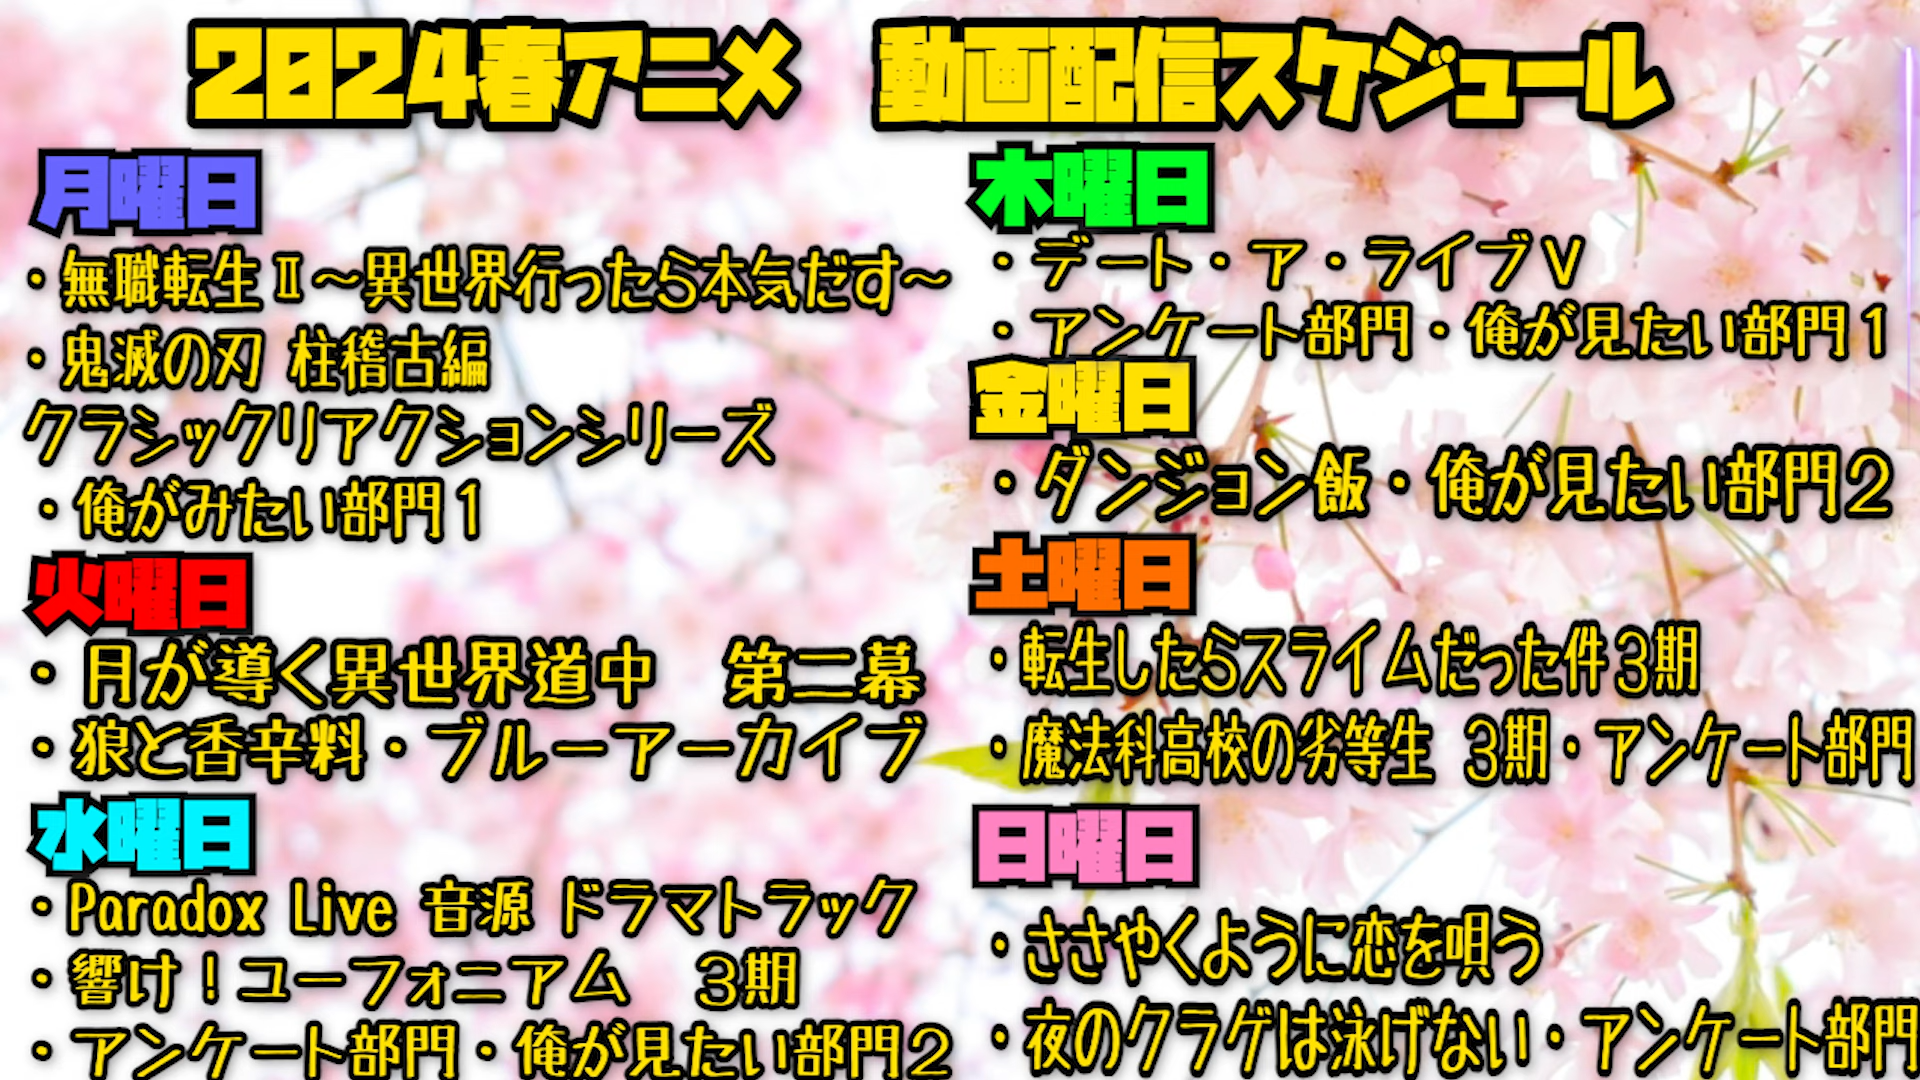 2024春アニメ　動画配信スケジュール
月曜日
・無職転生Ⅱ～異世界行ったら本気だす～
・鬼滅の刃 柱稽古編
クラシックリアクションシリーズ
・俺がみたい部門１
火曜日
・月が導く異世界道中　第二幕
・狼と香辛料・ブルーアーカイブ
水曜日
・Paradox Live 音源 ドラマトラック
・響け！ユーフォニアム　３期
・アンケート部門・俺が見たい部門２
木曜日
・デート・ア・ライブⅤ
・アンケート部門・俺が見たい部門１
金曜日
・ダンジョン飯・俺が見たい部門２
土曜日
・転生したらスライムだった件３期
・魔法科高校の劣等生 ３期・アンケート部門
日曜日
・ささやくように恋を唄う
・夜のクラゲは泳げない・アンケート部門